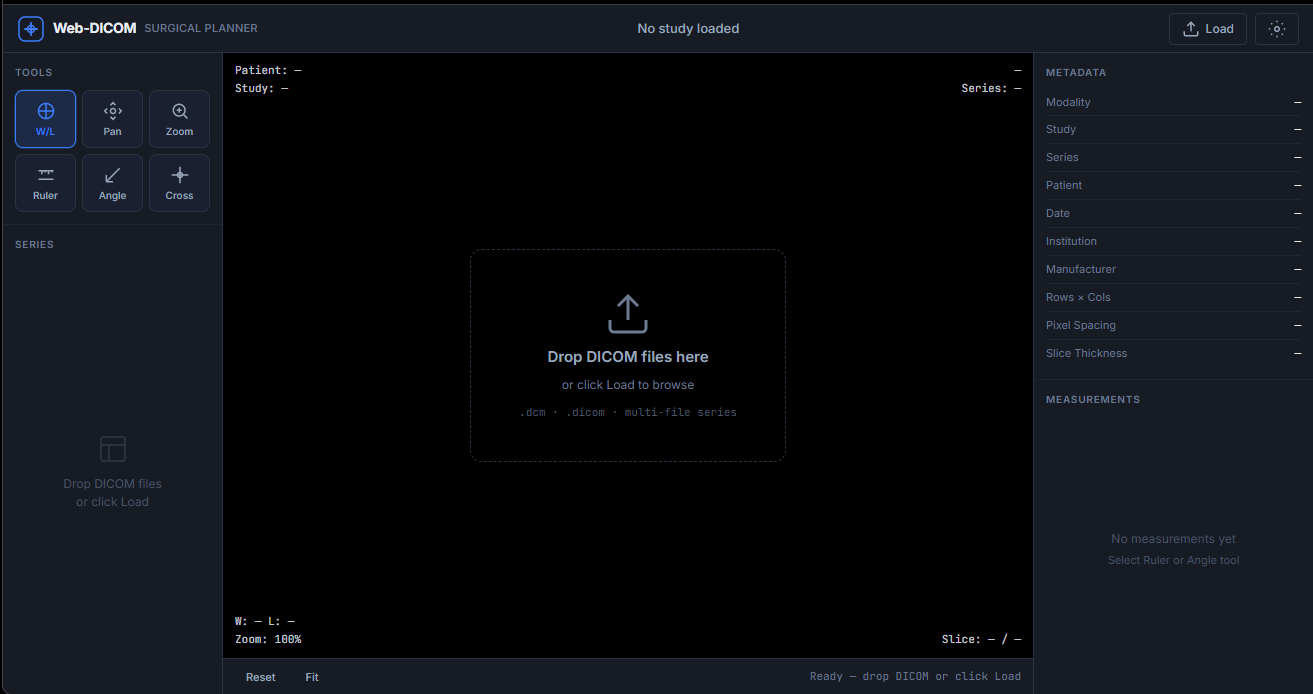 Web-DICOM SURGICAL PLANNER
No study loaded
Load
TOOLS
W/L
Pan
Zoom
Ruler
Angle
Cross
SERIES
Drop DICOM files
or click Load
Patient: —
Study: —
—
Series: —
Drop DICOM files here
or click Load to browse
.dcm · .dicom · multi-file series
W: — L: —
Zoom: 100%
Slice: — / —
Reset
Fit
Ready — drop DICOM or click Load
METADATA
Modality —
Study —
Series —
Patient —
Date —
Institution —
Manufacturer —
Rows × Cols —
Pixel Spacing —
Slice Thickness —
MEASUREMENTS
No measurements yet
Select Ruler or Angle tool